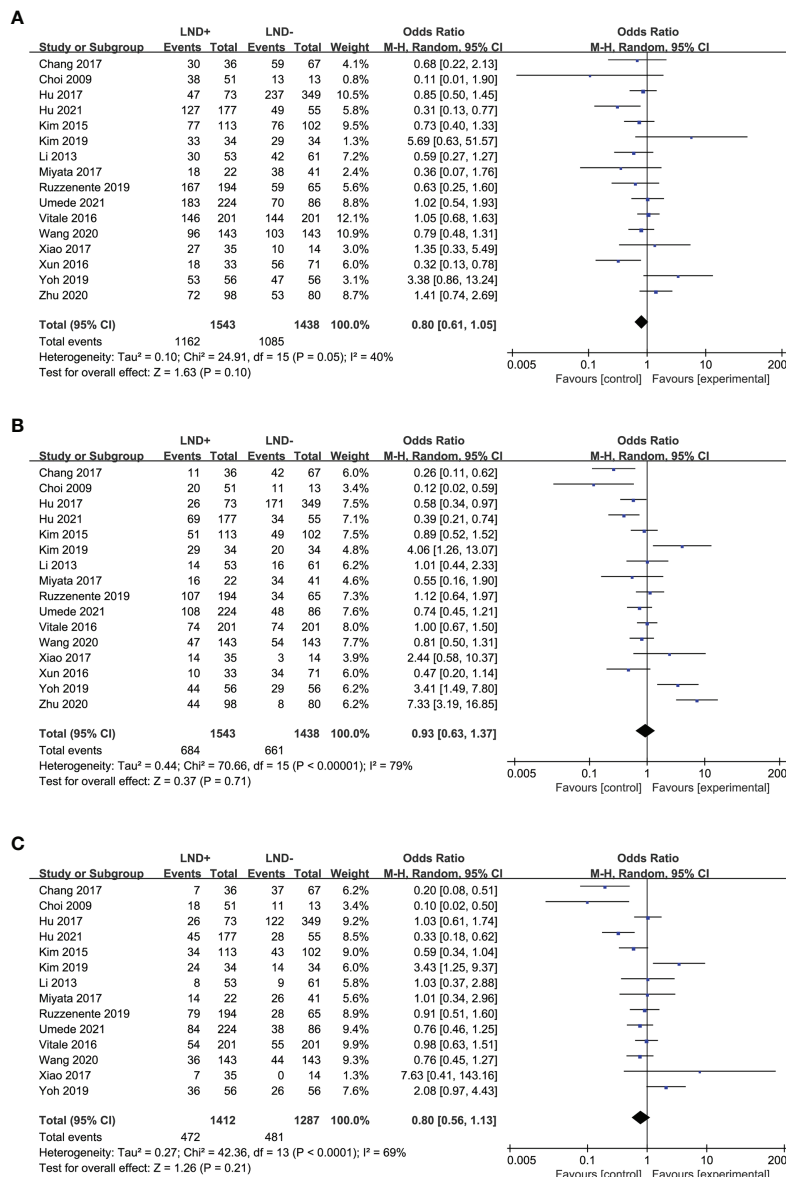 A
LND+ LND- Odds Ratio Odds Ratio
Study or Subgroup Events Total Events Total Weight M-H, Random, 95% CI M-H, Random, 95% CI
Chang 2017 30 36 59 67 4.1% 0.68 [0.22, 2.13]
Choi 2009 38 51 13 13 0.8% 0.11 [0.01, 1.90]
Hu 2017 47 73 237 349 10.5% 0.85 [0.50, 1.45]
Hu 2021 127 177 49 55 5.6% 0.31 [0.13, 0.77]
Kim 2015 77 113 76 102 9.5% 0.73 [0.40, 1.33]
Kim 2019 33 34 29 34 1.4% 5.69 [0.63, 51.57]
Li 2013 30 53 42 61 7.2% 0.59 [0.27, 1.27]
Miyata 2017 18 22 38 41 2.4% 0.36 [0.07, 1.76]
Ruzzenente 2019 167 194 59 65 5.3% 0.63 [0.25, 1.60]
Umede 2021 183 224 70 86 8.8% 1.02 [0.54, 1.93]
Vitale 2016 146 201 144 201 12.1% 1.05 [0.68, 1.63]
Wang 2020 96 143 103 143 10.9% 0.79 [0.48, 1.31]
Xiao 2017 27 35 10 14 3.0% 1.35 [0.33, 5.49]
Xun 2016 18 33 56 71 6.0% 0.32 [0.13, 0.78]
Yoh 2019 53 56 47 56 3.1% 3.38 [0.86, 13.24]
Zhu 2020 72 98 53 80 8.7% 1.41 [0.74, 2.69]
Total (95% CI) 1543 1438 100.0% 0.80 [0.61, 1.05]
Total events 1162 1085
Heterogeneity: Tau² = 0.10; Chi² = 24.91, df = 15 (P = 0.05); I² = 40%
Test for overall effect: Z = 1.63 (P = 0.10)
0.005 0.1 1 10 200
Favours [control] Favours [experimental]
B
LND+ LND- Odds Ratio Odds Ratio
Study or Subgroup Events Total Events Total Weight M-H, Random, 95% CI M-H, Random, 95% CI
Chang 2017 11 36 42 67 6.0% 0.26 [0.11, 0.62]
Choi 2009 20 51 11 13 3.4% 0.12 [0.02, 0.59]
Hu 2017 26 73 171 349 7.5% 0.58 [0.34, 0.97]
Hu 2021 69 177 34 55 7.1% 0.39 [0.21, 0.74]
Kim 2015 51 113 49 102 7.4% 0.89 [0.52, 1.52]
Kim 2019 29 34 20 34 4.8% 4.06 [1.26, 13.07]
Li 2013 14 53 16 61 6.1% 1.01 [0.44, 2.33]
Miyata 2017 16 22 34 41 4.6% 0.55 [0.16, 1.90]
Ruzzenente 2019 107 194 34 65 7.3% 1.12 [0.64, 1.97]
Umede 2021 108 224 48 86 7.6% 0.74 [0.45, 1.21]
Vitale 2016 74 201 74 201 7.8% 1.00 [0.67, 1.50]
Wang 2020 47 143 54 143 7.6% 0.81 [0.50, 1.31]
Xiao 2017 14 35 3 14 3.9% 2.44 [0.58, 10.37]
Xun 2016 10 33 34 71 6.0% 0.47 [0.20, 1.14]
Yoh 2019 44 56 29 56 6.2% 3.41 [1.49, 7.80]
Zhu 2020 44 98 8 80 6.2% 7.33 [3.19, 16.85]
Total (95% CI) 1543 1438 100.0% 0.93 [0.63, 1.37]
Total events 684 661
Heterogeneity: Tau² = 0.44; Chi² = 70.66, df = 15 (P < 0.00001); I² = 79%
Test for overall effect: Z = 0.37 (P = 0.71)
0.005 0.1 1 10 200
Favours [control] Favours [experimental]
C
LND+ LND- Odds Ratio Odds Ratio
Study or Subgroup Events Total Events Total Weight M-H, Random, 95% CI M-H, Random, 95% CI
Chang 2017 7 36 37 67 6.2% 0.20 [0.08, 0.51]
Choi 2009 18 51 11 13 3.6% 0.10 [0.02, 0.50]
Hu 2017 26 73 122 349 9.2% 1.03 [0.61, 1.74]
Hu 2021 45 177 28 55 8.5% 0.33 [0.18, 0.62]
Kim 2015 34 113 43 102 9.0% 0.59 [0.34, 1.04]
Kim 2019 24 34 14 34 5.9% 3.43 [1.25, 9.37]
Li 2013 8 53 9 61 5.8% 1.03 [0.37, 2.88]
Miyata 2017 14 22 26 41 5.5% 1.01 [0.34, 2.96]
Ruzzenente 2019 79 194 28 65 8.9% 0.91 [0.51, 1.60]
Umede 2021 84 224 38 86 9.4% 0.76 [0.46, 1.25]
Vitale 2016 54 201 55 201 9.9% 0.98 [0.63, 1.51]
Wang 2020 36 143 44 143 9.3% 0.76 [0.45, 1.27]
Xiao 2017 7 35 0 14 1.3% 7.63 [0.41, 143.16]
Yoh 2019 36 56 26 56 7.6% 2.08 [0.97, 4.43]
Total (95% CI) 1412 1287 100.0% 0.80 [0.56, 1.13]
Total events 472 481
Heterogeneity: Tau² = 0.27; Chi² = 42.36, df = 13 (P < 0.0001); I² = 69%
Test for overall effect: Z = 1.26 (P = 0.21)
0.005 0.1 1 10 200
Favours [control] Favours [experimental]